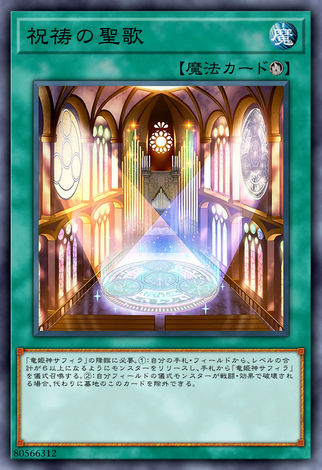 祝祷の聖歌
魔
【魔法カード】
「竜姫神サフィラ」の降臨に必要。①:自分の手札・フィールドから、レベルの合
計が6以上になるようにモンスターをリリースし、手札から「竜姫神サフィラ」
を儀式召喚する。②:自分フィールドの儀式モンスターが戦闘・効果で破壊され
る場合、代わりに墓地のこのカードを除外できる。
80566312